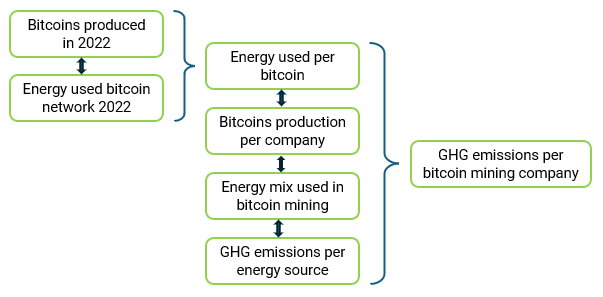 Bitcoins produced
in 2022
Energy used bitcoin
network 2022
Energy used per
bitcoin
Bitcoins production
per company
Energy mix used in
bitcoin mining
GHG emissions per
energy source
GHG emissions per
bitcoin mining company